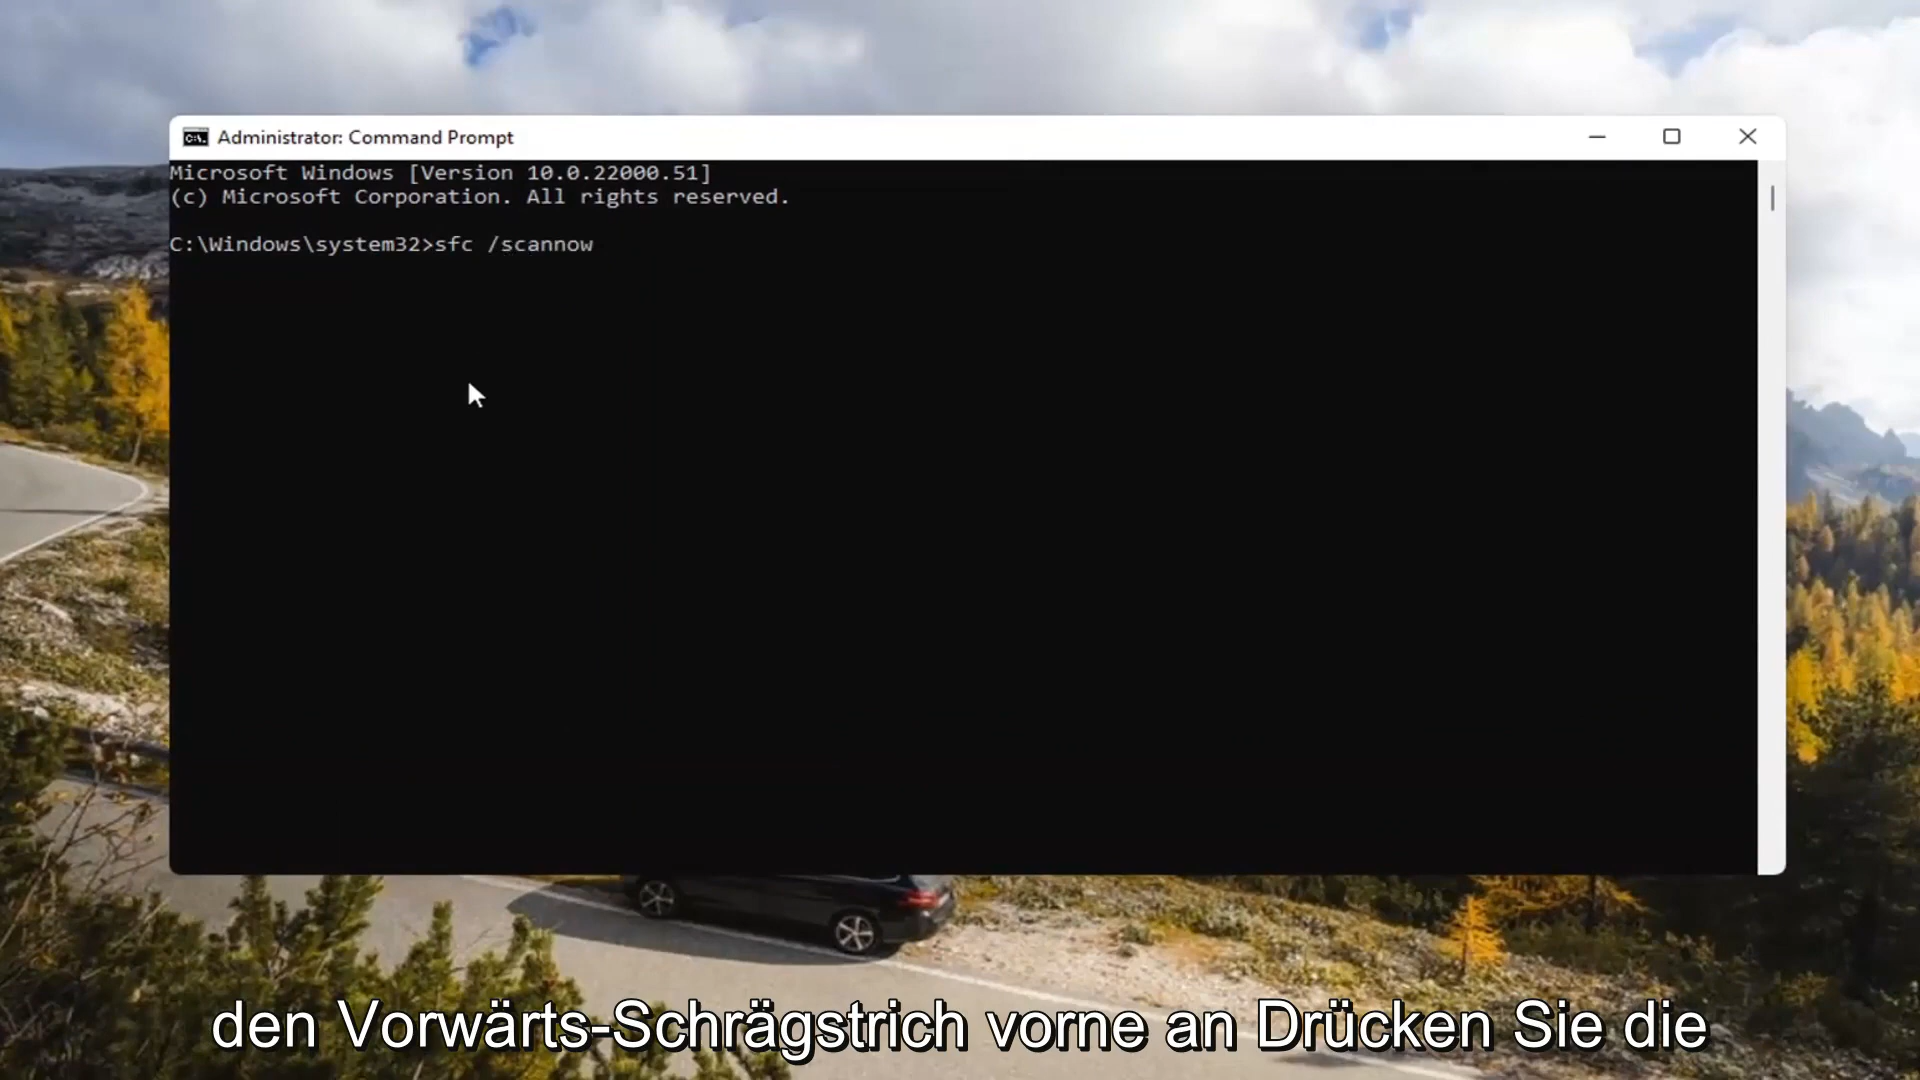 Administrator: Command Prompt
Microsoft Windows [Version 10.0.22000.51]
(c) Microsoft Corporation. All rights reserved.
C:\Windows\system32>sfc /scannow
den Vorwärts-Schrägstrich vorne an Drücken Sie die